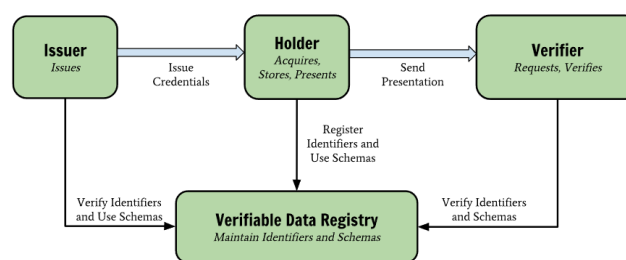 Issuer
Issues
Issue
Credentials
Holder
Acquires,
Stores, Presents
Send
Presentation
Verifier
Requests, Verifies
Register
Identifiers and
Use Schemas
Verify Identifiers
and Use Schemas
Verifiable Data Registry
Maintain Identifiers and Schemas
Verify Identifiers
and Schemas